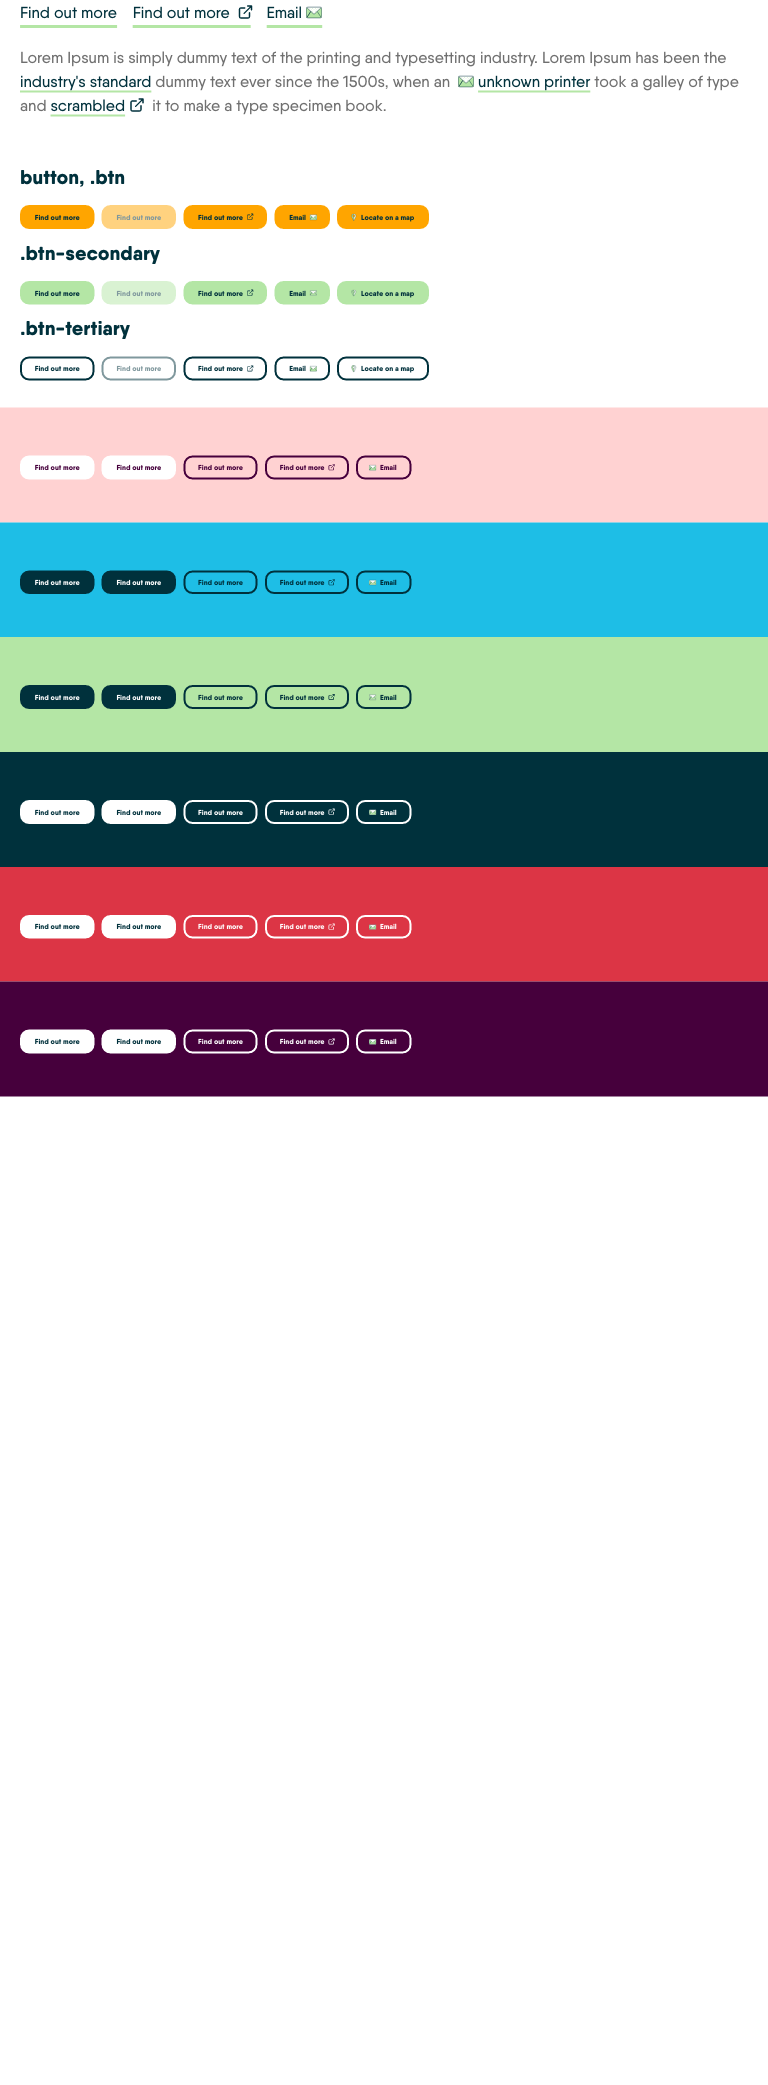 Find out more Find out more Email
Lorem Ipsum is simply dummy text of the printing and typesetting industry. Lorem Ipsum has been the
industry's standard dummy text ever since the 1500s, when an unknown printer took a galley of type
and scrambled it to make a type specimen book.
button, .btn
Find out more Find out more Find out more Email Locate on a map
.btn-secondary
Find out more Find out more Find out more Email Locate on a map
.btn-tertiary
Find out more Find out more Find out more Email Locate on a map
Find out more Find out more Find out more Find out more Email
Find out more Find out more Find out more Find out more Email
Find out more Find out more Find out more Find out more Email
Find out more Find out more Find out more Find out more Email
Find out more Find out more Find out more Find out more Email
Find out more Find out more Find out more Find out more Email